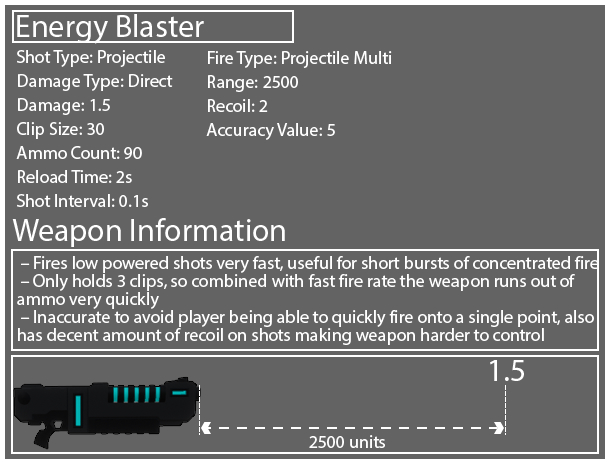 Energy Blaster
Shot Type: Projectile
Damage Type: Direct
Damage: 1.5
Clip Size: 30
Ammo Count: 90
Reload Time: 2s
Shot Interval: 0.1s
Fire Type: Projectile Multi
Range: 2500
Recoil: 2
Accuracy Value: 5
Weapon Information
– Fires low powered shots very fast, useful for short bursts of concentrated fire
– Only holds 3 clips, so combined with fast fire rate the weapon runs out of
ammo very quickly
– Inaccurate to avoid player being able to quickly fire onto a single point, also
has decent amount of recoil on shots making weapon harder to control
1.5
2500 units